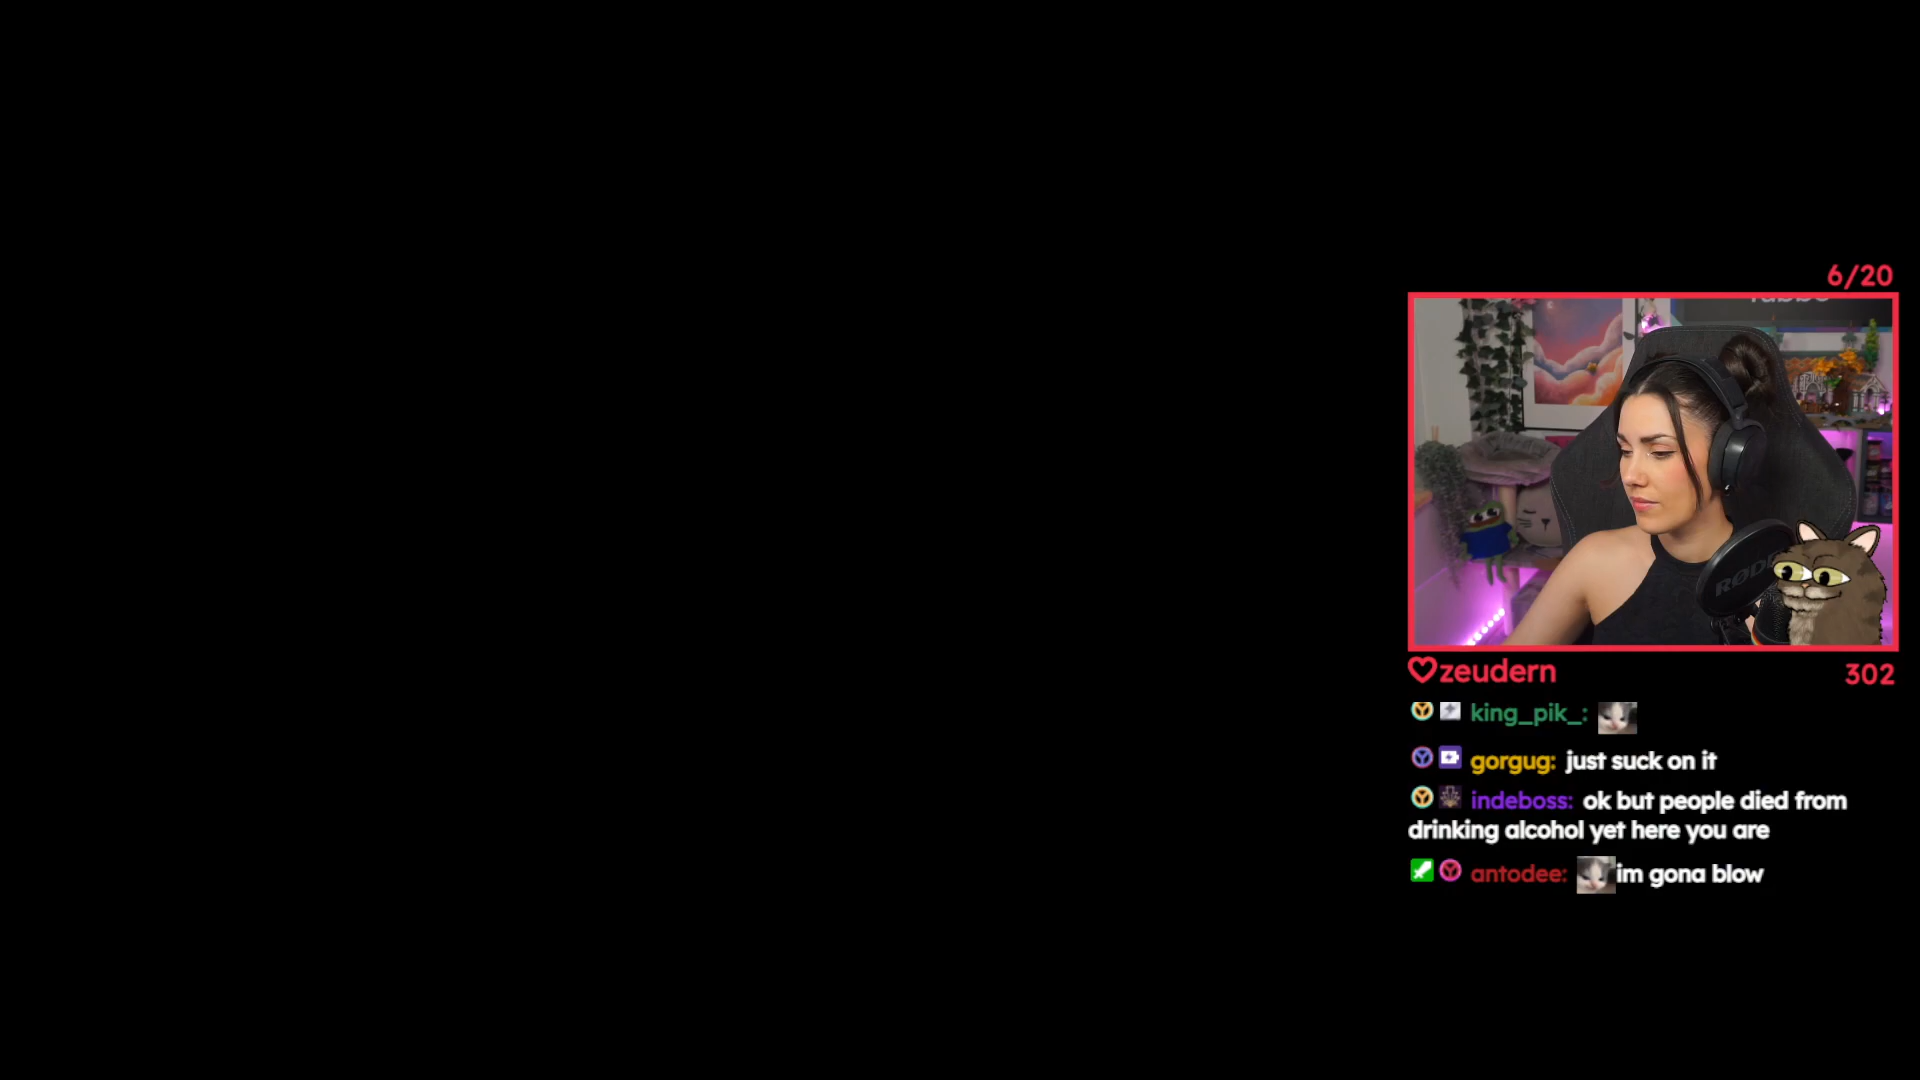 6/20
RØDE
zeudern
302
king_pik_:
gorgug: just suck on it
indeboss: ok but people died from
drinking alcohol yet here you are
antodee: im gona blow